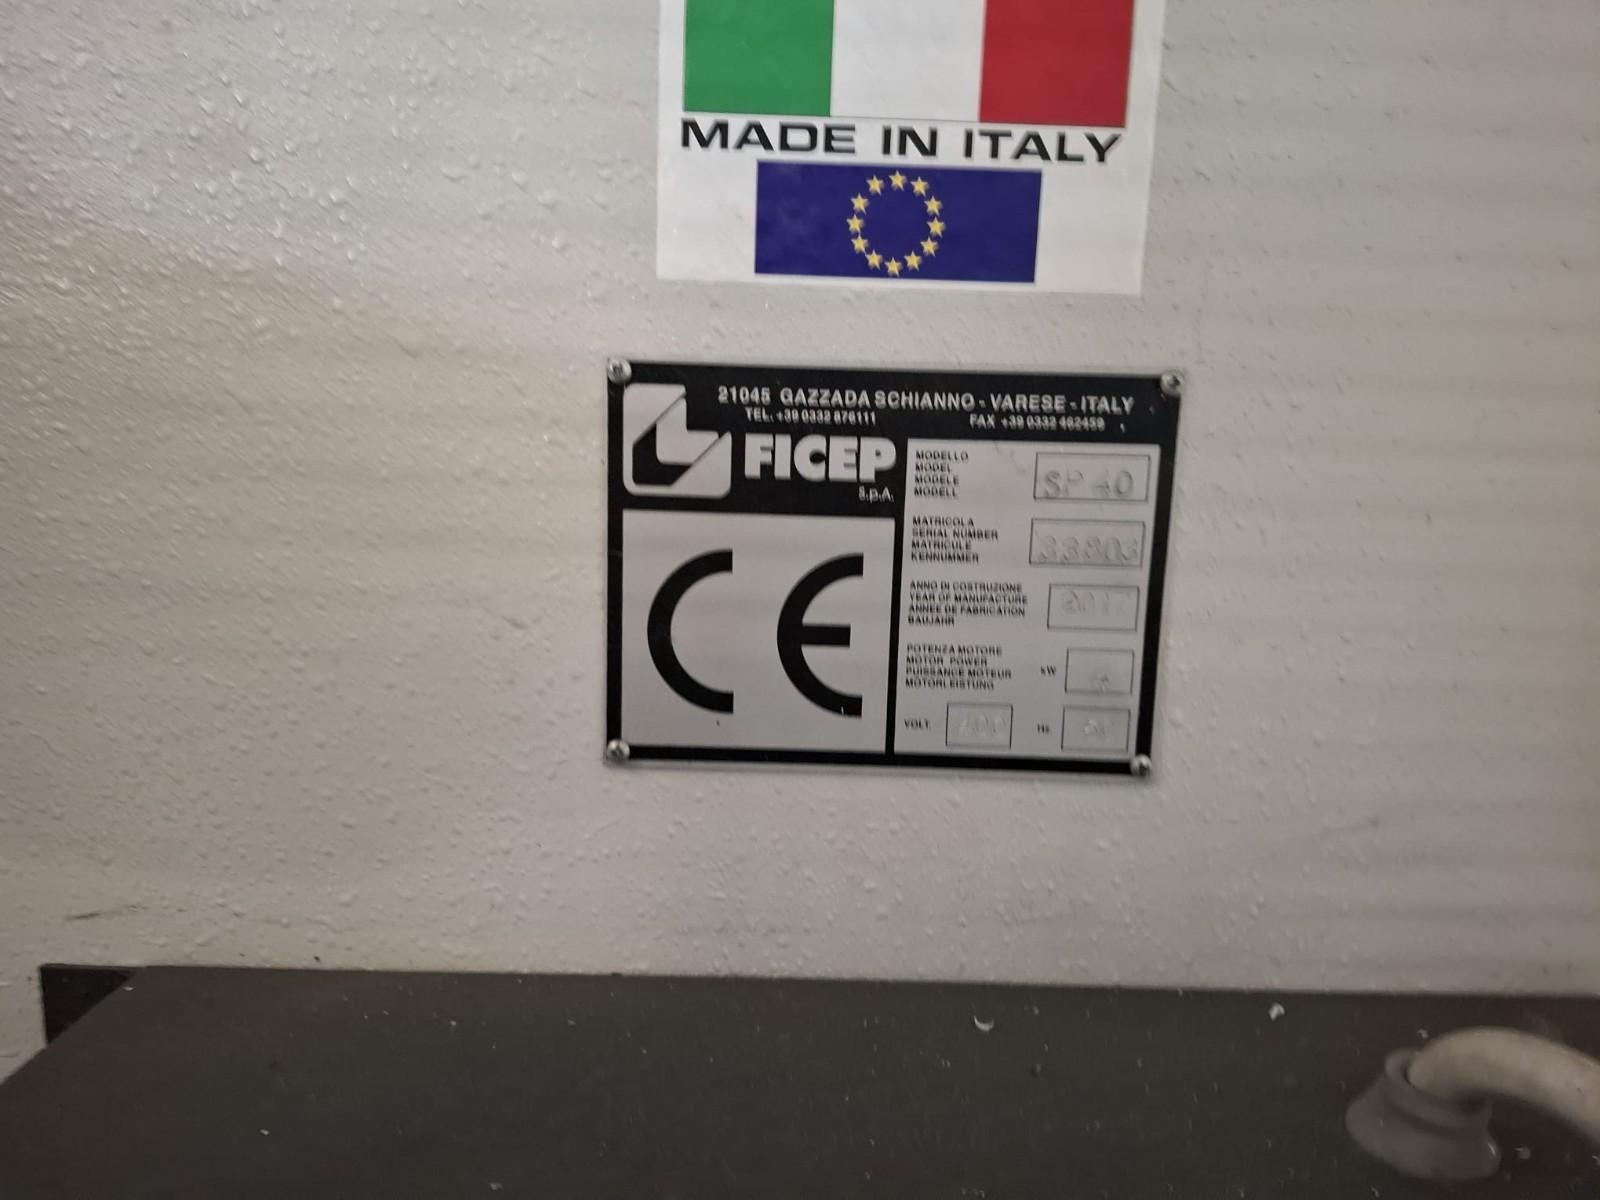 MADE IN ITALY
21045 GAZZADA SCHIANNO - VARESE - ITALY
TEL. +39 0332 876111 FAX +39 0332 462459
FICEP
S.p.A.
MODELLO
MODEL
MODELE
MODELL
SP 40
MATRICOLA
SERIAL NUMBER
MATRICULE
KENNUMMER
ANNO DI COSTRUZIONE
YEAR OF MANUFACTURE
ANNEE DE FABRICATION
BAUJAHR
POTENZA MOTORE
MOTOR POWER
PUISSANCE MOTEUR
MOTORLEISTUNG
kW
VOLT. 400 Hz
CE